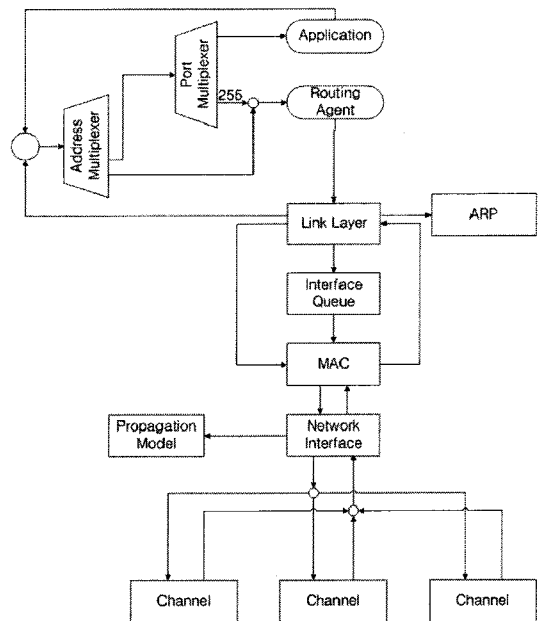 Application
Port
Multiplexer
255
Routing
Agent
Address
Multiplexer
Link Layer
ARP
Interface
Queue
MAC
Propagation
Model
Network
Interface
Channel
Channel
Channel